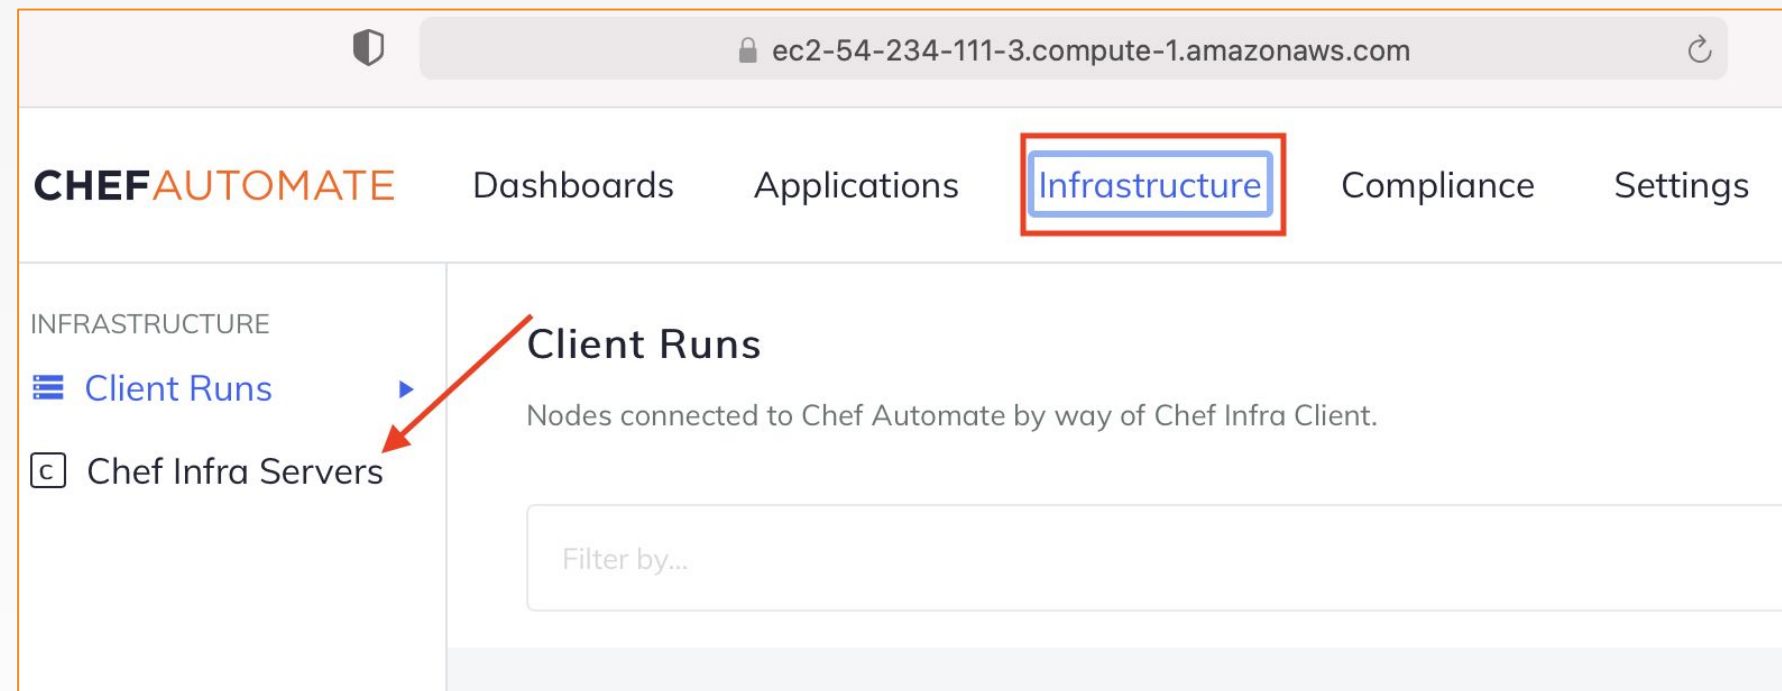 ec2-54-234-111-3.compute-1.amazonaws.com
CHEFAUTOMATE Dashboards Applications Infrastructure Compliance Settings
INFRASTRUCTURE
Client Runs
C Chef Infra Servers
Client Runs
Nodes connected to Chef Automate by way of Chef Infra Client.
Filter by...